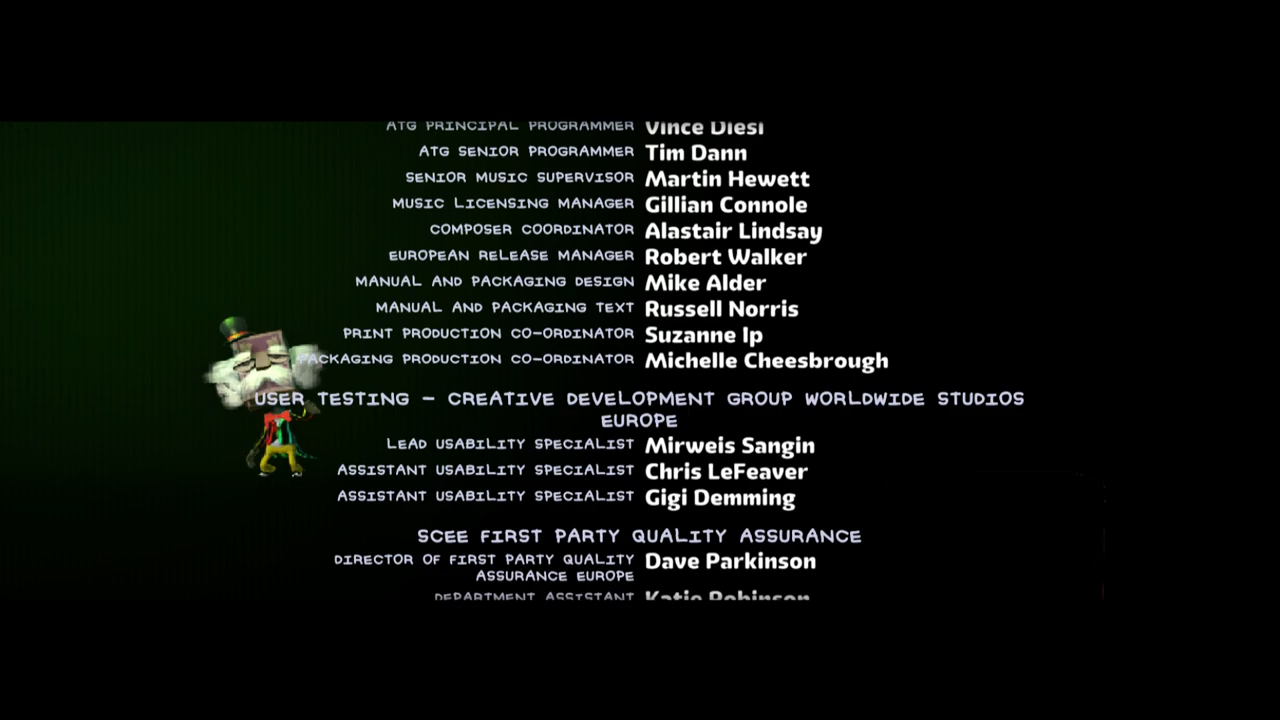 ATG PRINCIPAL PROGRAMMER Vince Diesi
ATG SENIOR PROGRAMMER Tim Dann
SENIOR MUSIC SUPERVISOR Martin Hewett
MUSIC LICENSING MANAGER Gillian Connole
COMPOSER COORDINATOR Alastair Lindsay
EUROPEAN RELEASE MANAGER Robert Walker
MANUAL AND PACKAGING DESIGN Mike Alder
MANUAL AND PACKAGING TEXT Russell Norris
PRINT PRODUCTION CO-ORDINATOR Suzanne Ip
PACKAGING PRODUCTION CO-ORDINATOR Michelle Cheesbrough
USER TESTING - CREATIVE DEVELOPMENT GROUP WORLDWIDE STUDIOS
EUROPE
LEAD USABILITY SPECIALIST Mirweis Sangin
ASSISTANT USABILITY SPECIALIST Chris LeFeaver
ASSISTANT USABILITY SPECIALIST Gigi Demming
SCEE FIRST PARTY QUALITY ASSURANCE
DIRECTOR OF FIRST PARTY QUALITY Dave Parkinson
ASSURANCE EUROPE
DEPARTMENT ASSISTANT Katie Robinson